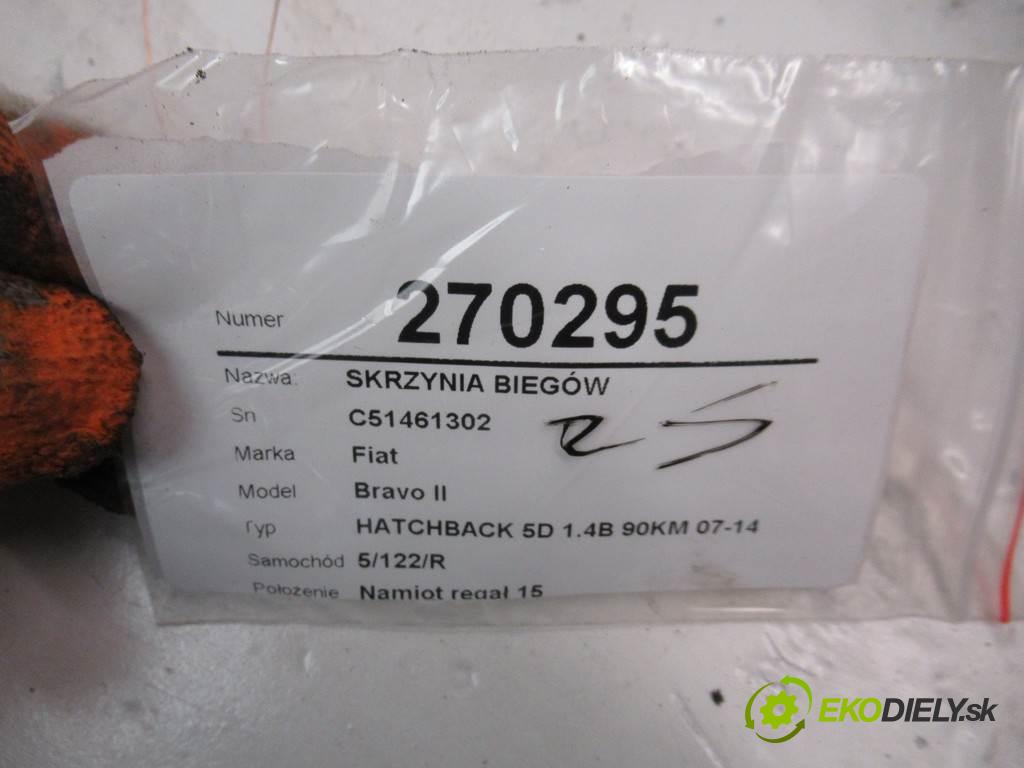 Numer 270295
Nazwa: SKRZYNIA BIEGÓW
Sn C51461302
Marka Fiat
Model Bravo II
Typ HATCHBACK 5D 1.4B 90KM 07-14
Samochód 5/122/R
Położenie Namiot regał 15
EKODIELY.sk